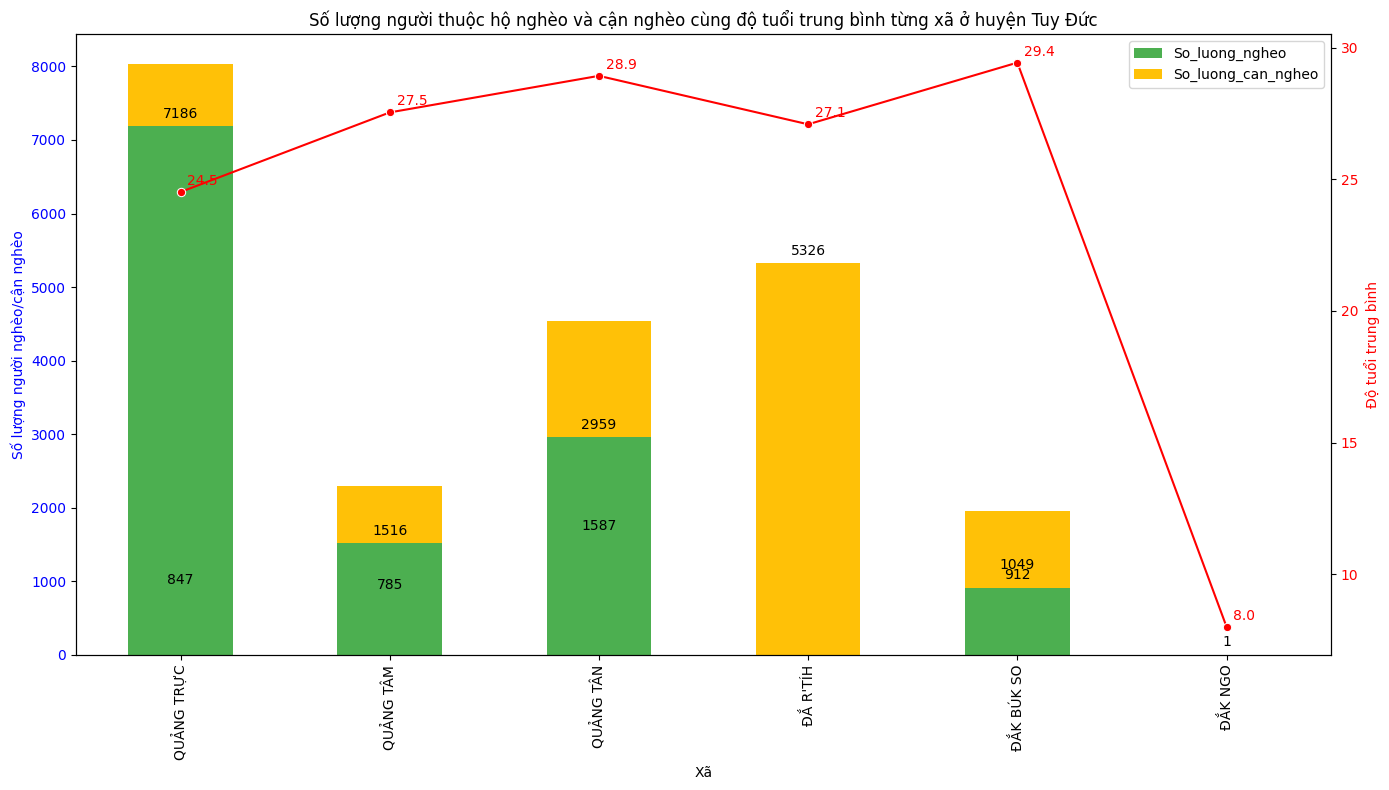 Số lượng người thuộc hộ nghèo và cận nghèo cùng độ tuổi trung bình từng xã ở huyện Tuy Đức
So_luong_ngheo
So_luong_can_ngheo
Số lượng người nghèo/cận nghèo
8000
7000
6000
5000
4000
3000
2000
1000
0
7186
847
1516
785
2959
1587
5326
1049
912
1
24.5
27.5
28.9
27.1
29.4
8.0
30
25
20
15
10
Độ tuổi trung bình
QUẢNG TRỰC
QUẢNG TÂM
QUẢNG TÂN
ĐẮ R'TÍH
ĐẮK BÚK SO
ĐẮK NGO
Xã